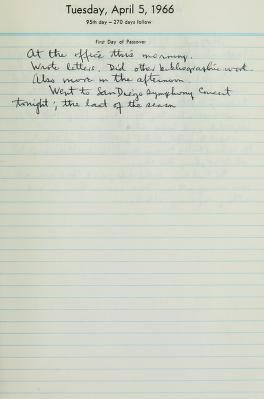 Tuesday, April 5, 1966
95th day – 270 days follow
First Day of Passover
At the office this morning.
Wrote letters. Did other bibliographic work.
Also more in the afternoon
Went to San Diego Symphony Concert
tonight; the last of the season